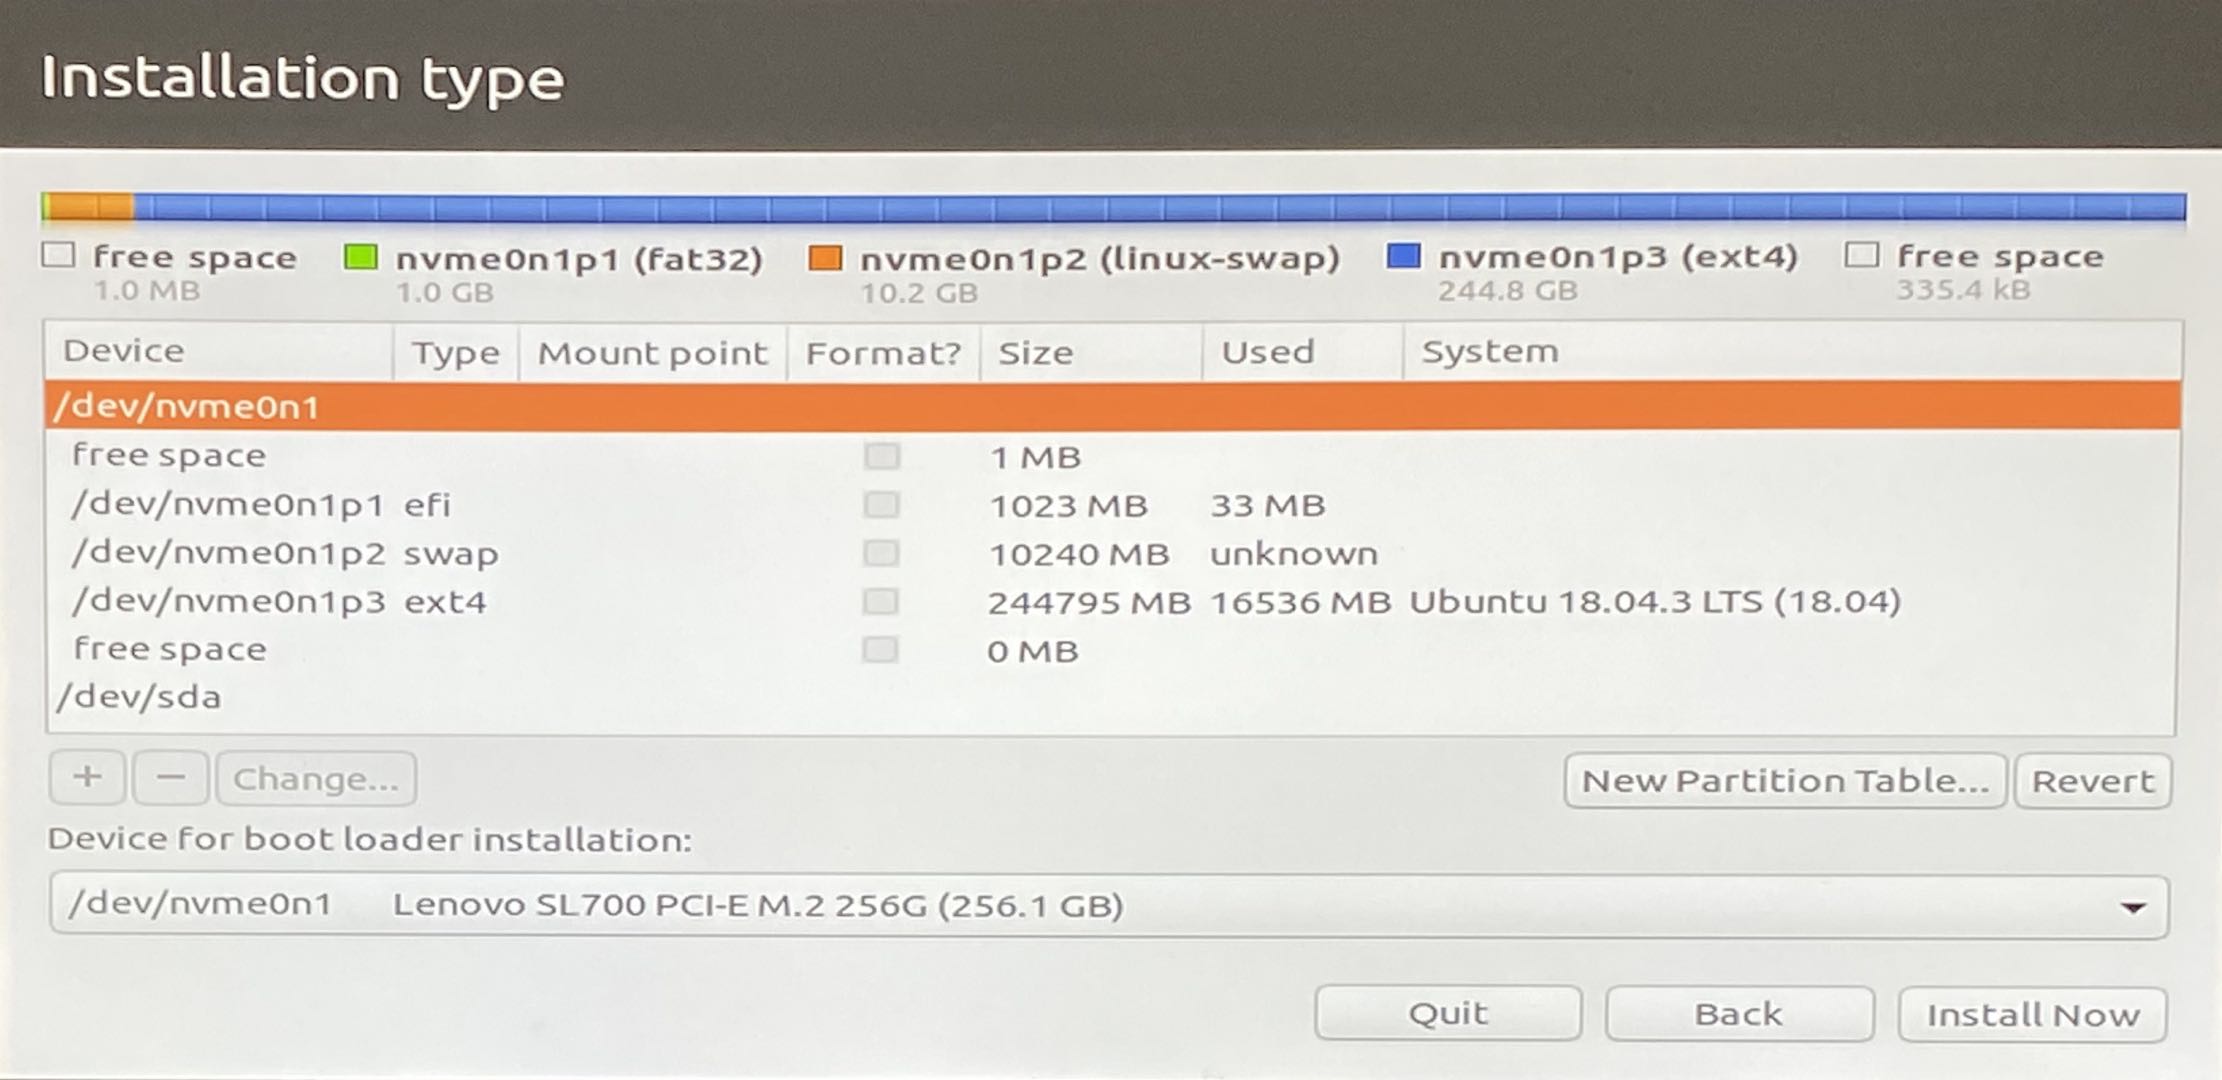 Installation type
free space nvme0n1p1 (fat32) nvme0n1p2 (linux-swap) nvme0n1p3 (ext4) free space
1.0 MB 1.0 GB 10.2 GB 244.8 GB 335.4 kB
Device Type Mount point Format? Size Used System
/dev/nvme0n1
free space 1 MB
/dev/nvme0n1p1 efi 1023 MB 33 MB
/dev/nvme0n1p2 swap 10240 MB unknown
/dev/nvme0n1p3 ext4 244795 MB 16536 MB Ubuntu 18.04.3 LTS (18.04)
free space 0 MB
/dev/sda
+ − Change... New Partition Table... Revert
Device for boot loader installation:
/dev/nvme0n1 Lenovo SL700 PCI-E M.2 256G (256.1 GB)
Quit Back Install Now